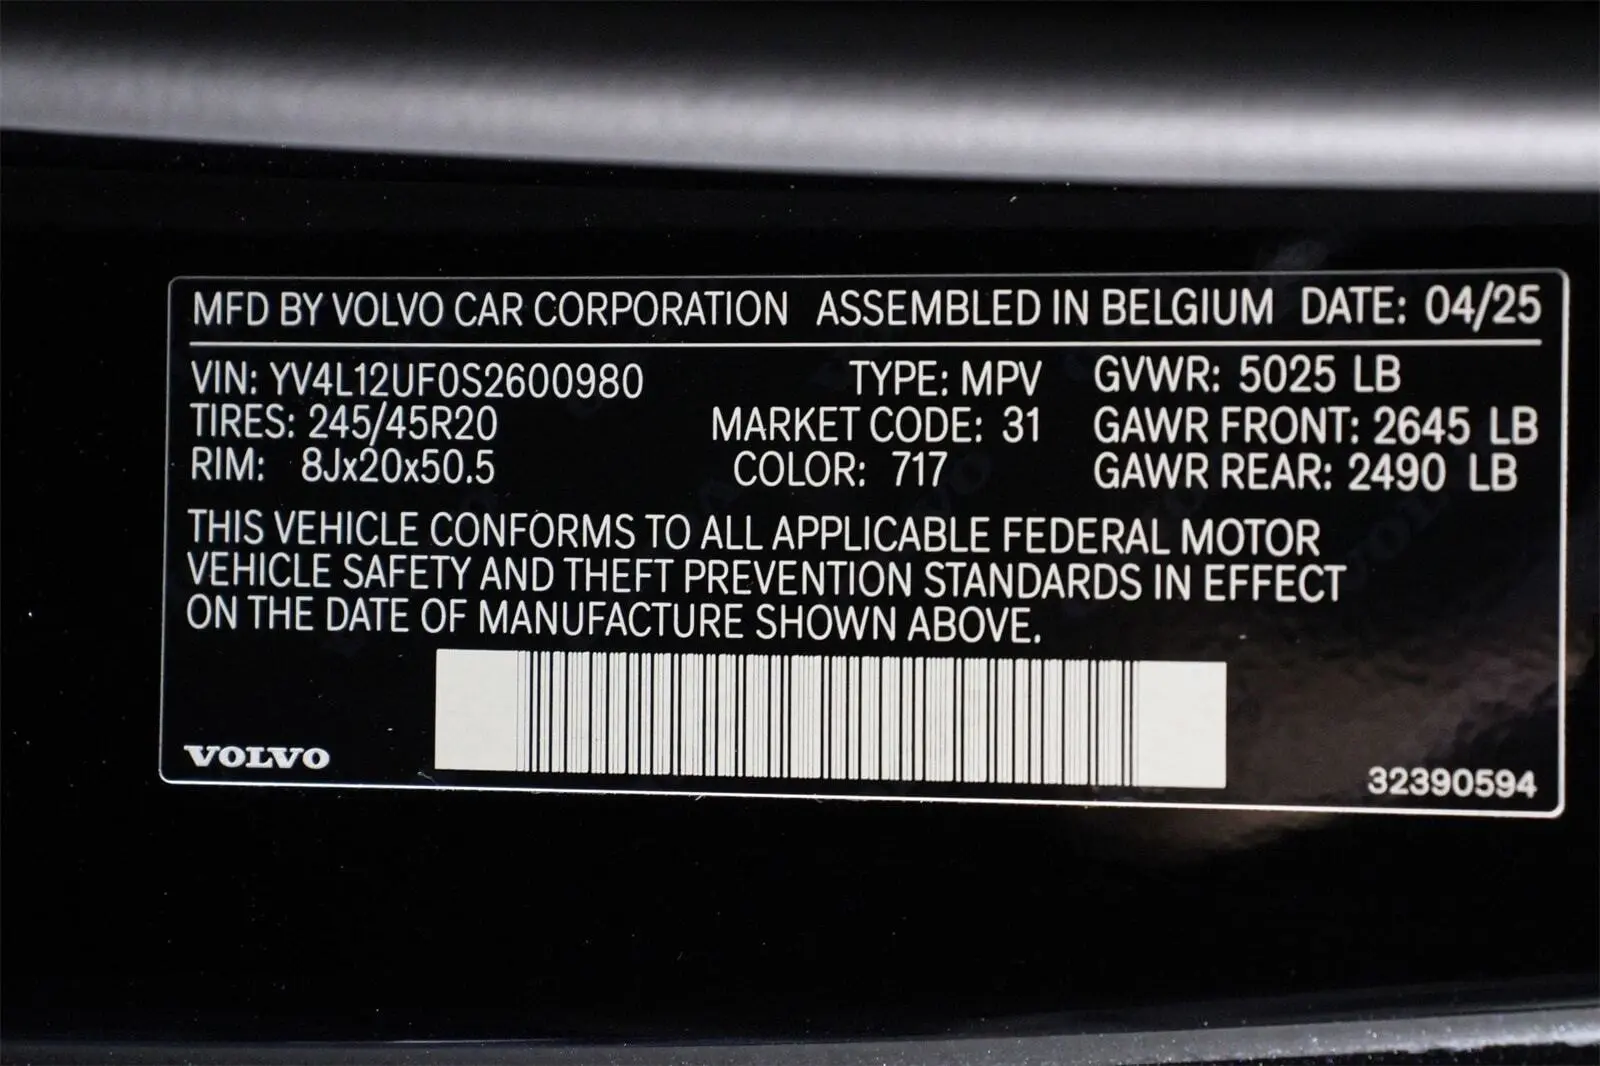 MFD BY VOLVO CAR CORPORATION ASSEMBLED IN BELGIUM DATE: 04/25
VIN: YV4L12UF0S2600980 TYPE: MPV GVWR: 5025 LB
TIRES: 245/45R20 MARKET CODE: 31 GAWR FRONT: 2645 LB
RIM: 8Jx20x50.5 COLOR: 717 GAWR REAR: 2490 LB
THIS VEHICLE CONFORMS TO ALL APPLICABLE FEDERAL MOTOR
VEHICLE SAFETY AND THEFT PREVENTION STANDARDS IN EFFECT
ON THE DATE OF MANUFACTURE SHOWN ABOVE.
VOLVO
32390594